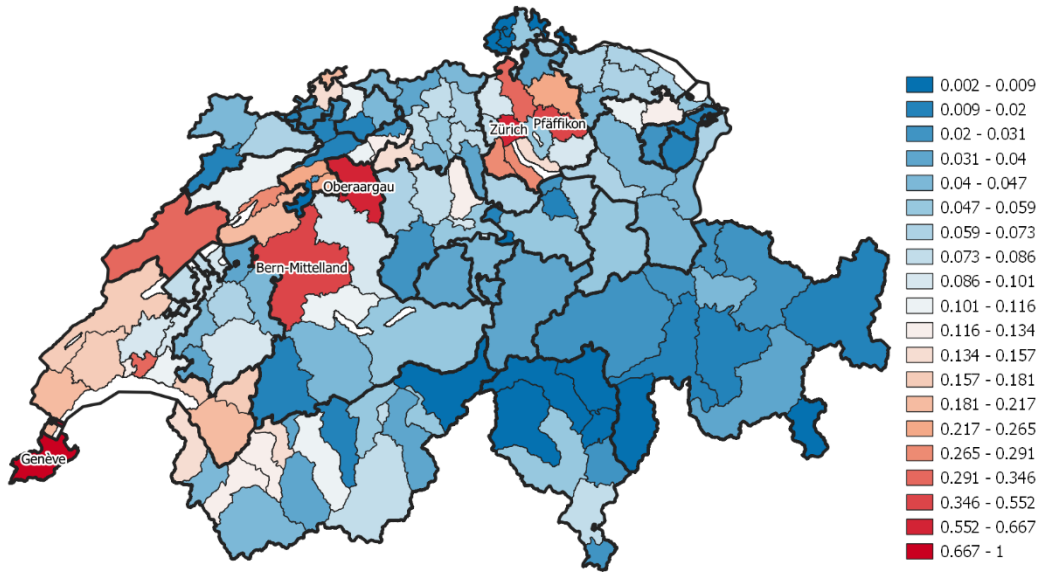 Zürich
Pfäffikon
Oberaargau
Bern-Mittelland
Genève
0.002 - 0.009
0.009 - 0.02
0.02 - 0.031
0.031 - 0.04
0.04 - 0.047
0.047 - 0.059
0.059 - 0.073
0.073 - 0.086
0.086 - 0.101
0.101 - 0.116
0.116 - 0.134
0.134 - 0.157
0.157 - 0.181
0.181 - 0.217
0.217 - 0.265
0.265 - 0.291
0.291 - 0.346
0.346 - 0.552
0.552 - 0.667
0.667 - 1